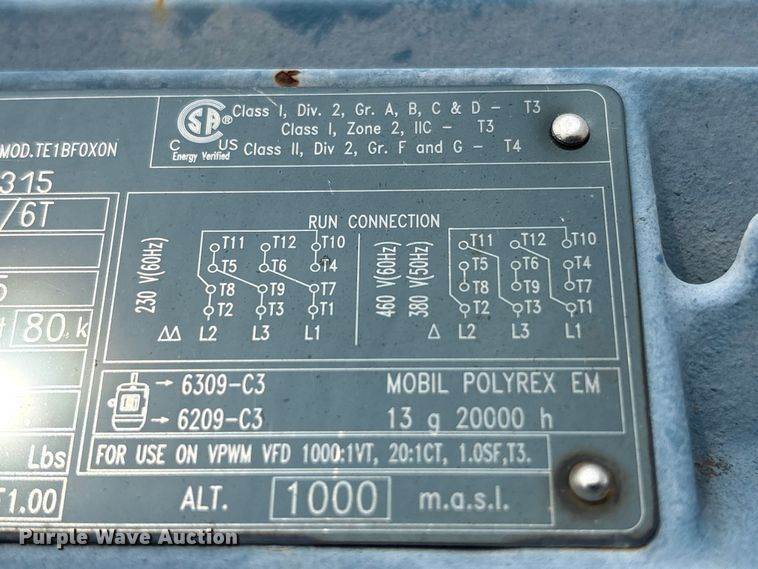 MOD.TE1BF0X0N
315
/6T
80 k
Lbs
1.00
CSA
C US
Energy Verified
Class I, Div. 2, Gr. A, B, C & D - T3
Class I, Zone 2, IIC - T3
Class II, Div 2, Gr. F and G - T4
RUN CONNECTION
230 V(60Hz)
T11 T12 T10
T5 T6 T4
T8 T9 T7
T2 T3 T1
L2 L3 L1
460 V(60Hz)
380 V(50Hz)
T11 T12 T10
T5 T6 T4
T8 T9 T7
T2 T3 T1
L2 L3 L1
6309-C3 MOBIL POLYREX EM
6209-C3 13 g 20000 h
FOR USE ON VPWM VFD 1000:1VT, 20:1CT, 1.0SF,T3.
ALT. 1000 m.a.s.l.
Purple Wave Auction